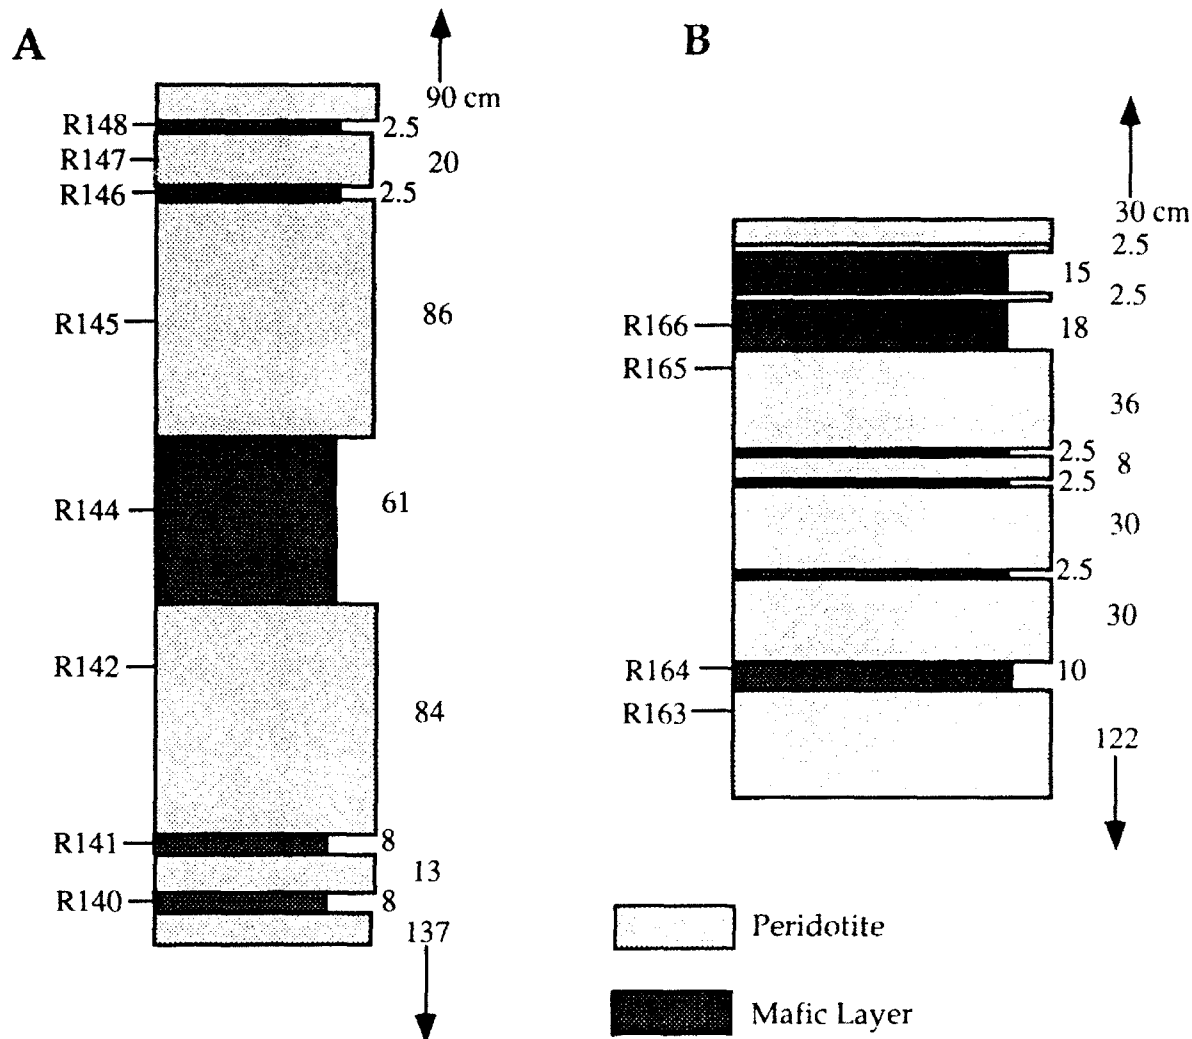 A
90 cm
R148
2.5
R147
20
R146
2.5
R145
86
R144
61
R142
84
R141
8
13
R140
8
137
B
30 cm
2.5
15
2.5
R166
18
R165
36
2.5
8
2.5
30
2.5
30
R164
10
R163
122
Peridotite
Mafic Layer